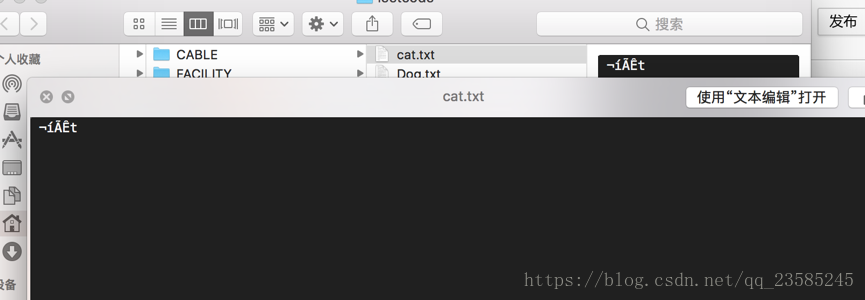 搜索
发布
个人收藏
CABLE
cat.txt
¬íÃÊt
FACILITY
Dog.txt
cat.txt
使用“文本编辑”打开
¬íÃÊt
设备
https://blog.csdn.net/qq_23585245